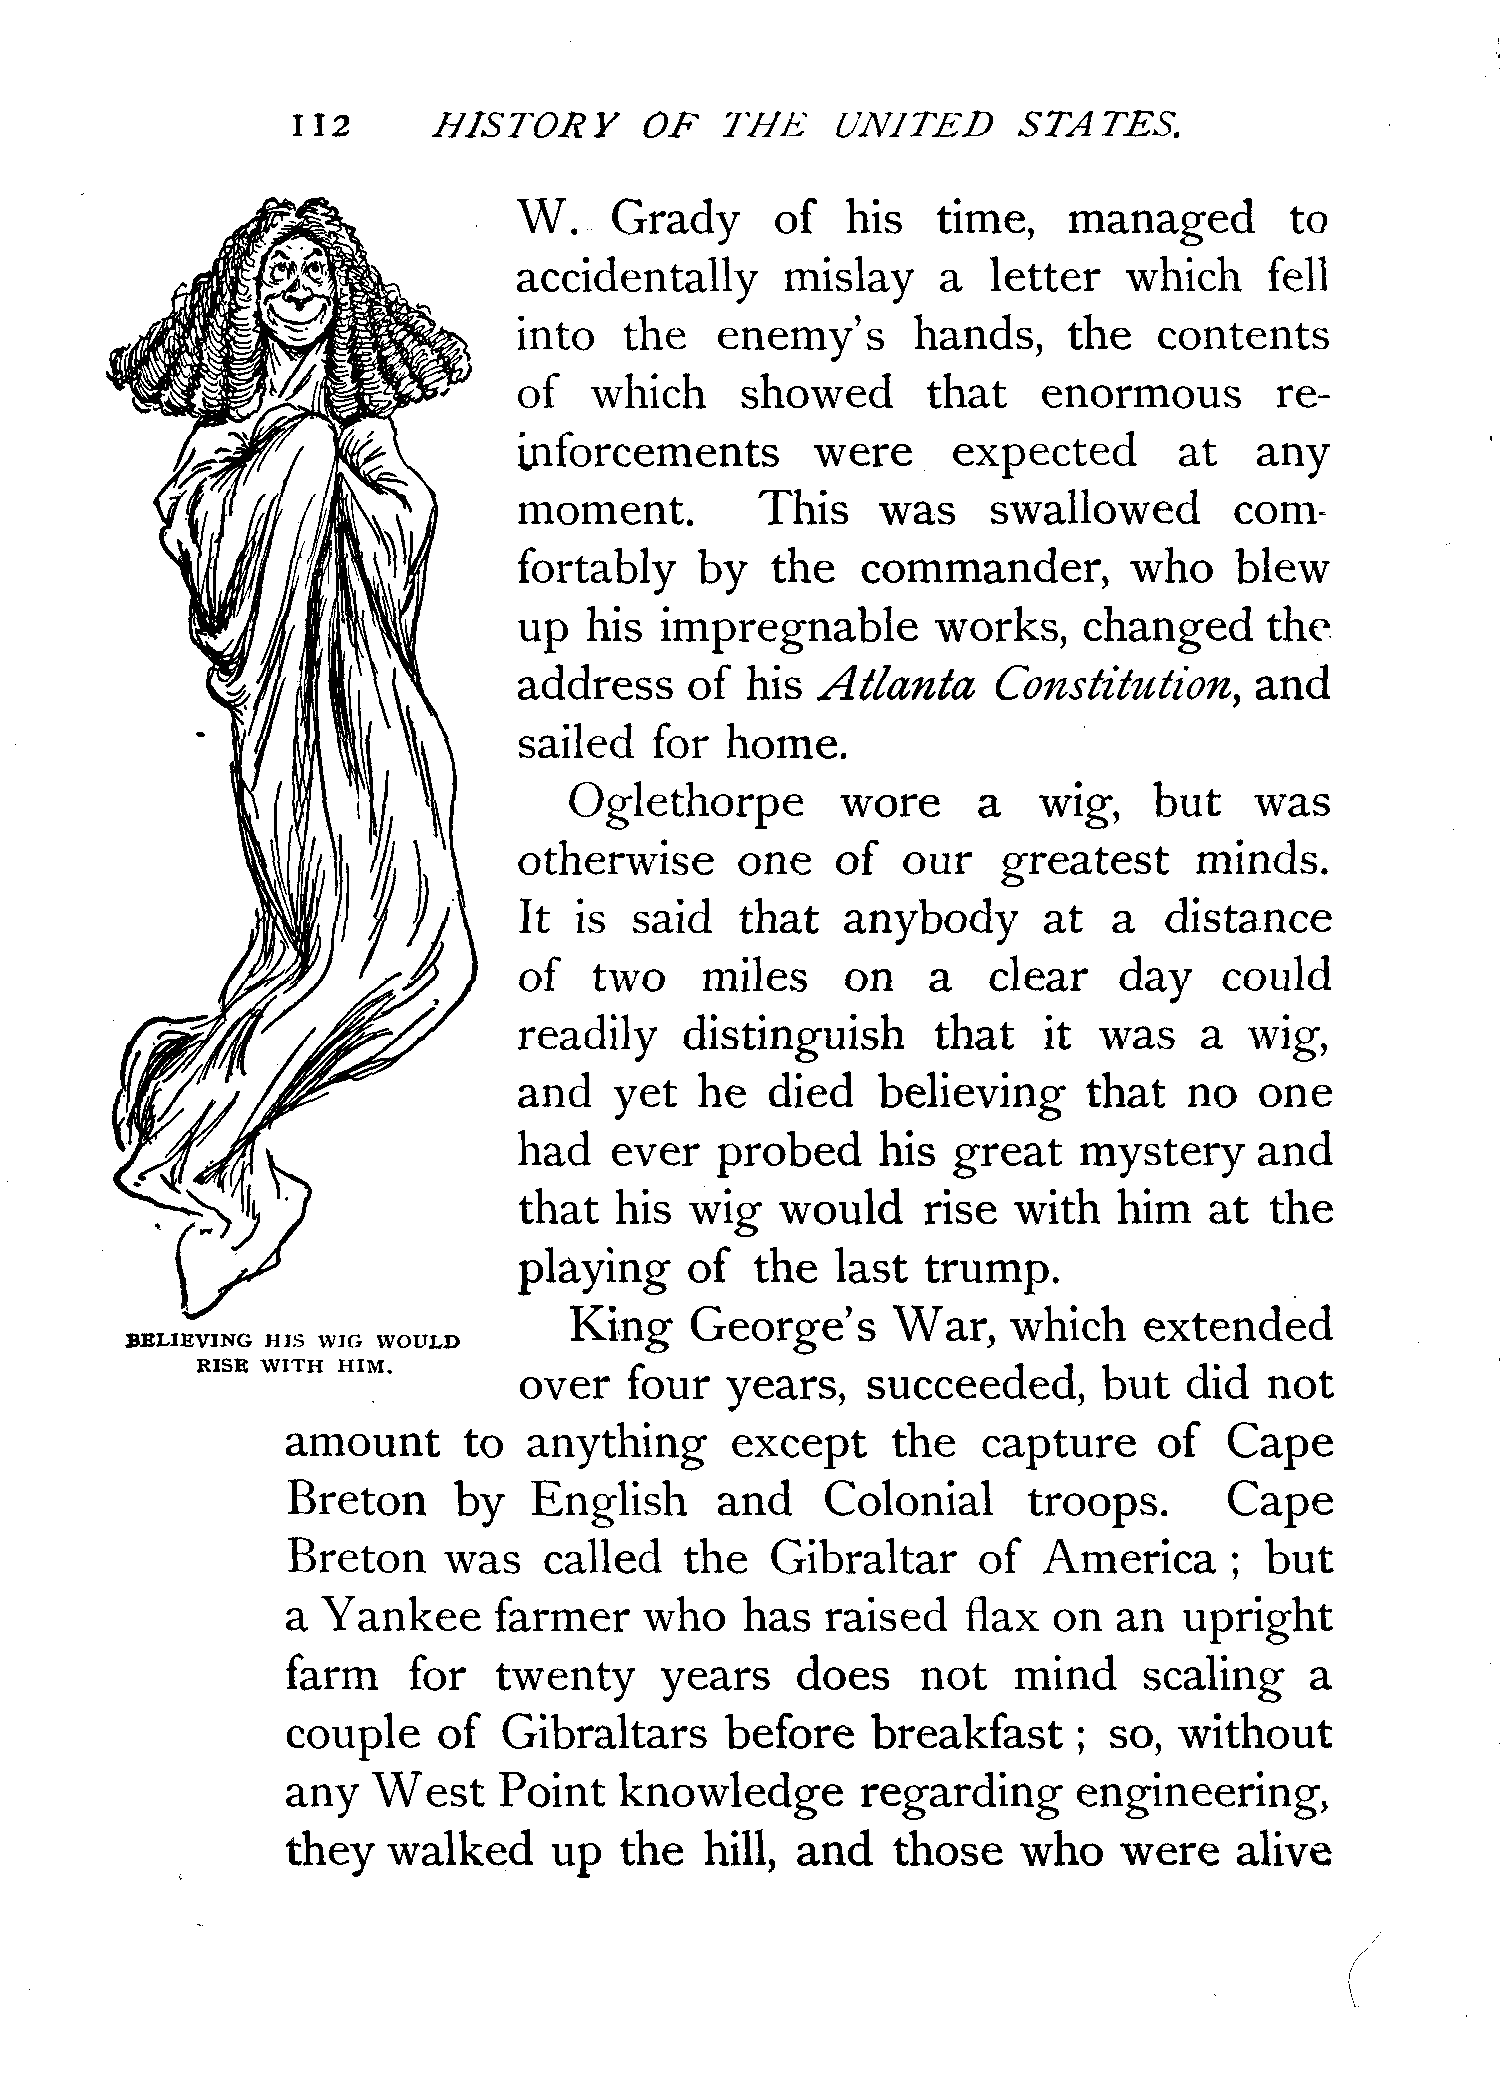 112 HISTORY OF THE UNITED STATES.
W. Grady of his time, managed to
accidentally mislay a letter which fell
into the enemy's hands, the contents
of which showed that enormous re-
inforcements were expected at any
moment. This was swallowed com-
fortably by the commander, who blew
up his impregnable works, changed the
address of his Atlanta Constitution, and
sailed for home.
Oglethorpe wore a wig, but was
otherwise one of our greatest minds.
It is said that anybody at a distance
of two miles on a clear day could
readily distinguish that it was a wig,
and yet he died believing that no one
had ever probed his great mystery and
that his wig would rise with him at the
playing of the last trump.
BELIEVING HIS WIG WOULD
RISE WITH HIM.
King George's War, which extended
over four years, succeeded, but did not
amount to anything except the capture of Cape
Breton by English and Colonial troops. Cape
Breton was called the Gibraltar of America ; but
a Yankee farmer who has raised flax on an upright
farm for twenty years does not mind scaling a
couple of Gibraltars before breakfast ; so, without
any West Point knowledge regarding engineering,
they walked up the hill, and those who were alive